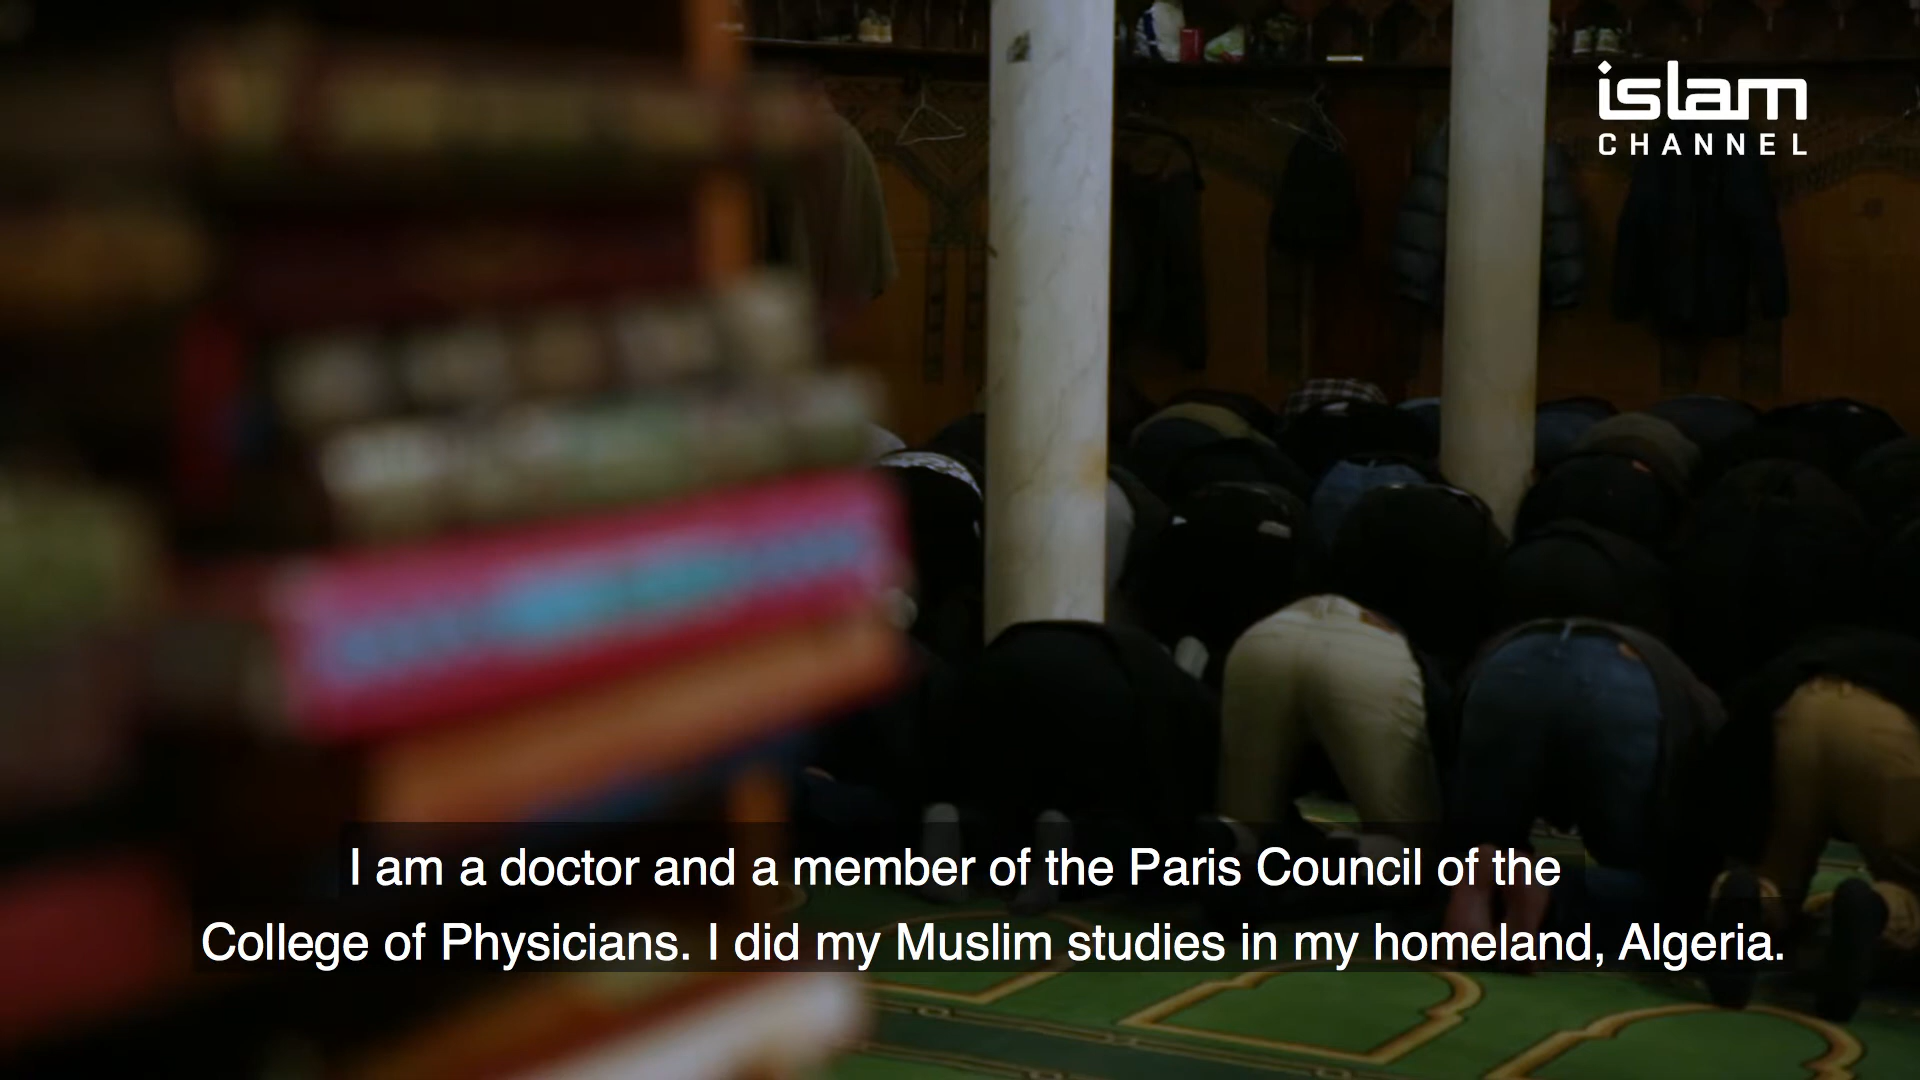 islam
CHANNEL
I am a doctor and a member of the Paris Council of the
College of Physicians. I did my Muslim studies in my homeland, Algeria.